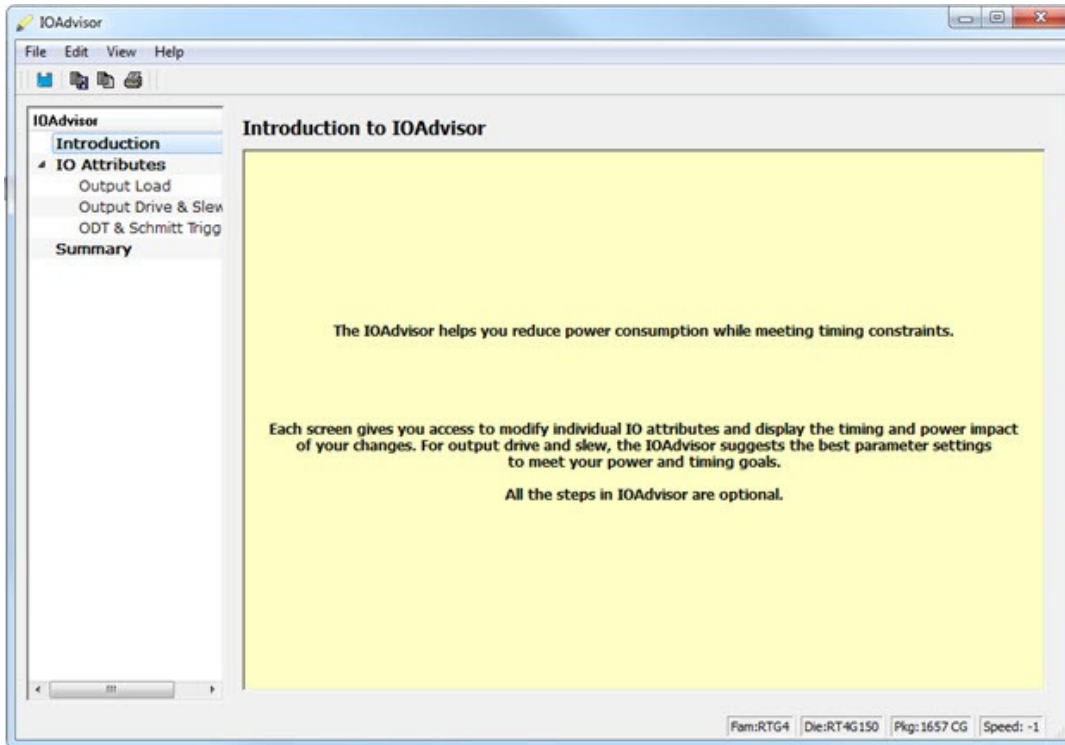 IOAdvisor
File Edit View Help
IOAdvisor
Introduction
IO Attributes
Output Load
Output Drive & Slew
ODT & Schmitt Trigg
Summary
Introduction to IOAdvisor
The IOAdvisor helps you reduce power consumption while meeting timing constraints.
Each screen gives you access to modify individual IO attributes and display the timing and power impact
of your changes. For output drive and slew, the IOAdvisor suggests the best parameter settings
to meet your power and timing goals.
All the steps in IOAdvisor are optional.
Fam:RTG4 Die:RT4G150 Pkg:1657 CG Speed: -1